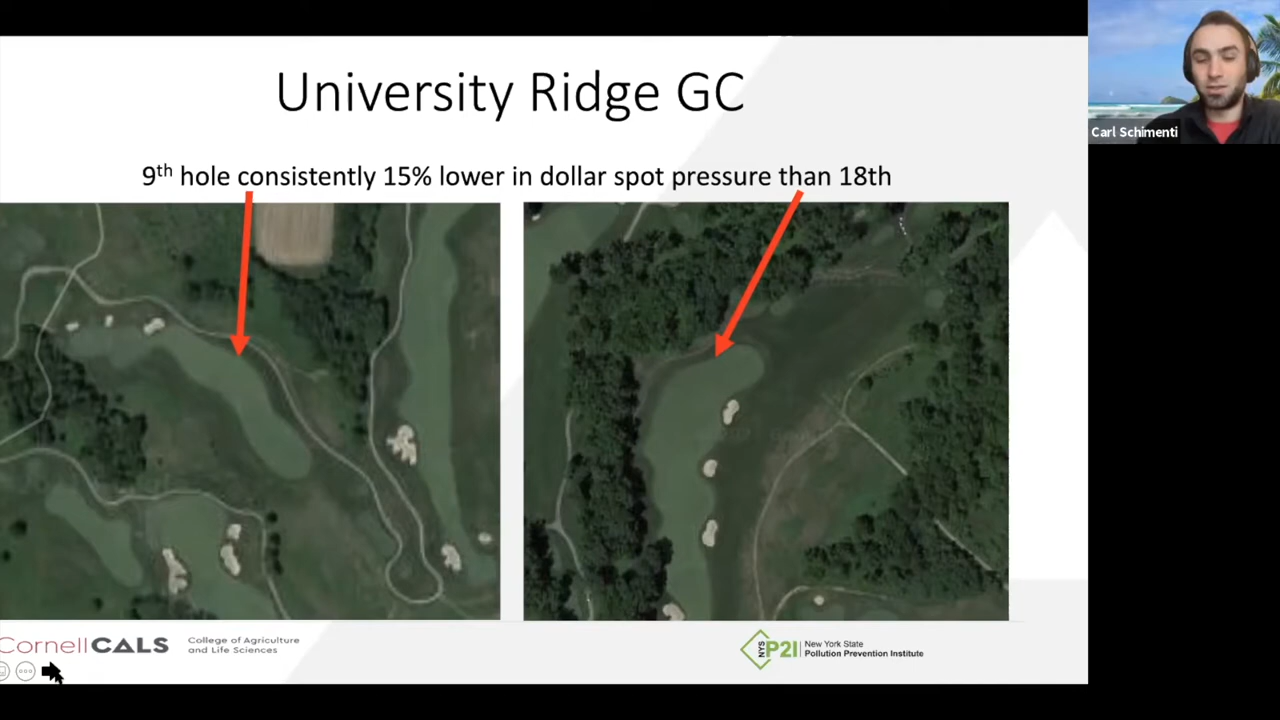 University Ridge GC
9th hole consistently 15% lower in dollar spot pressure than 18th
Carl Schimenti
CornellCALS
College of Agriculture
and Life Sciences
NYS
P2I
New York State
Pollution Prevention Institute